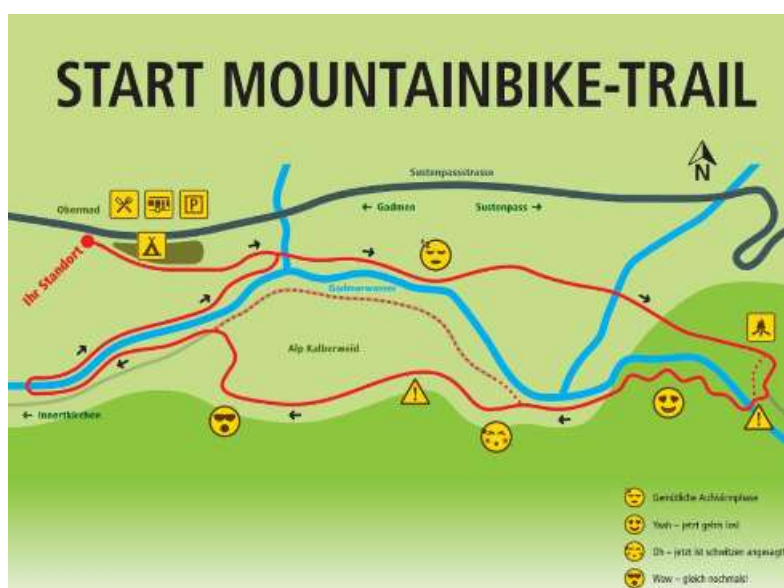 START MOUNTAINBIKE-TRAIL
Sustenpassstrasse
N
Obermad
P
← Gadmen
Sustenpass →
Ihr Standort
Gadmerwasser
Alp Kalberweid
← Innertkirchen
Gemütliche Aufwärmphase
Yeah – jetzt gehts los!
Oh – jetzt ist schwitzen angesagt!
Wow – gleich nochmals!